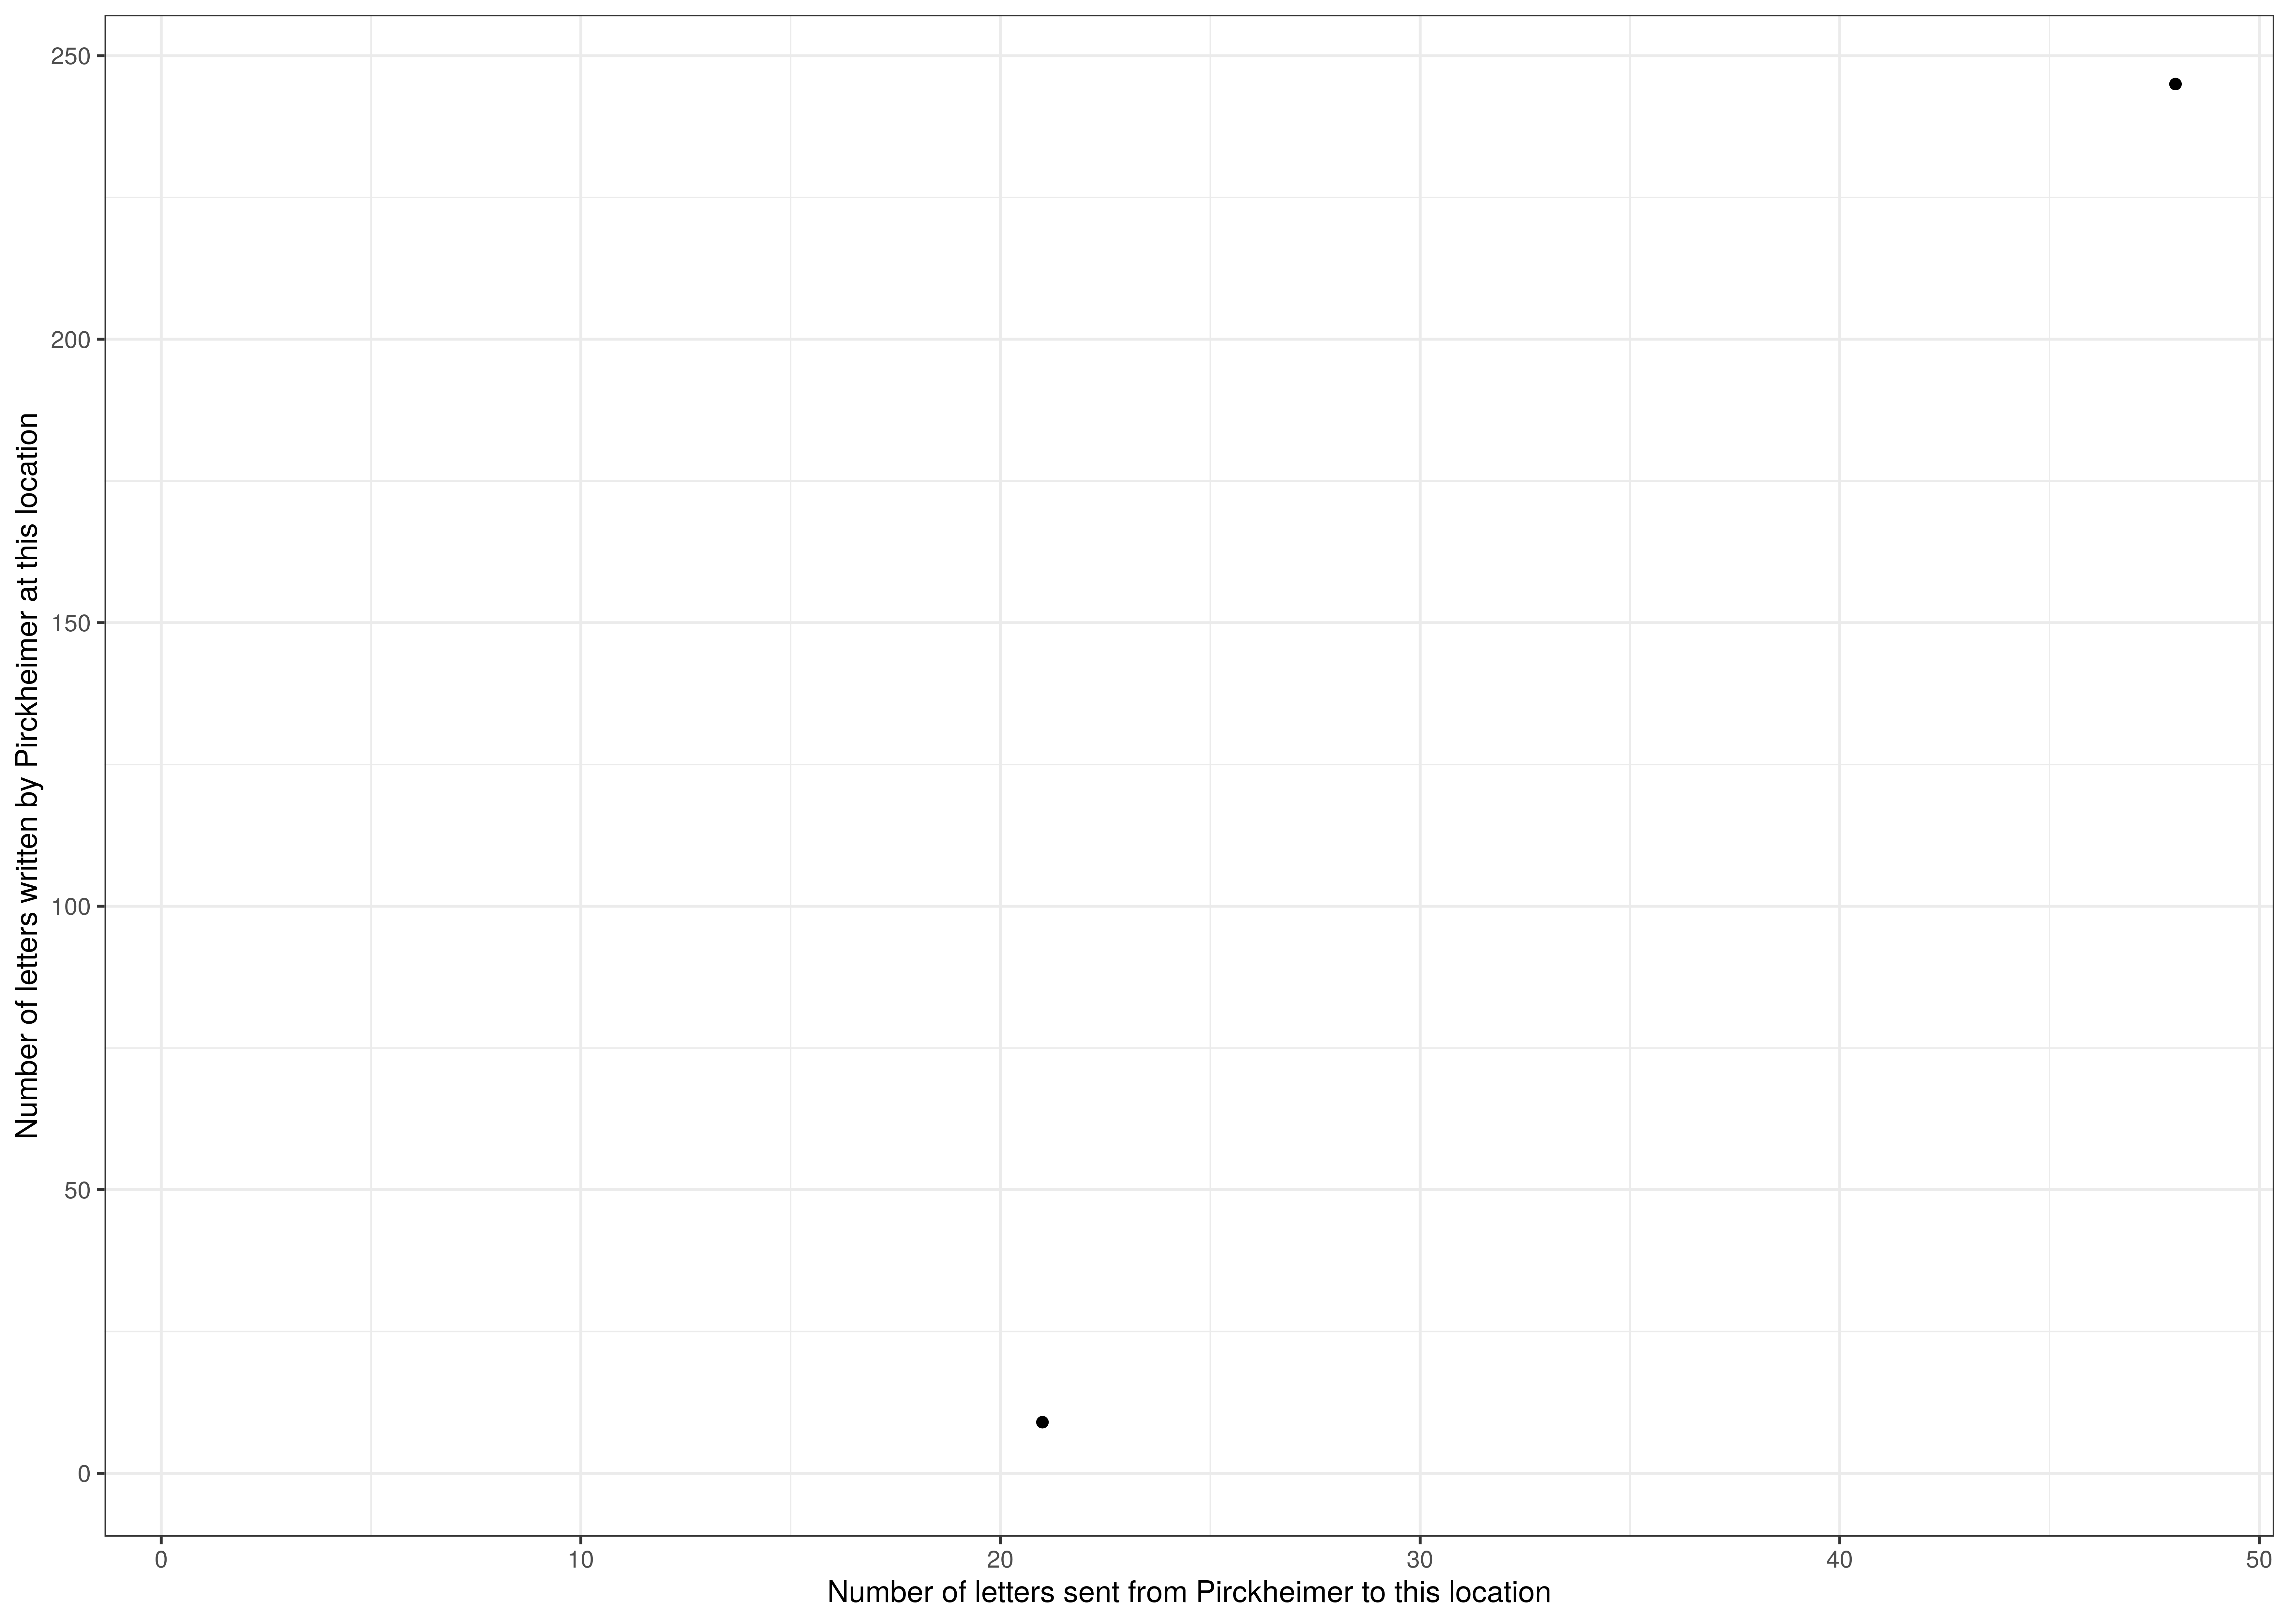 250
200
150
100
50
0
Number of letters written by Pirckheimer at this location
0 10 20 30 40 50
Number of letters sent from Pirckheimer to this location